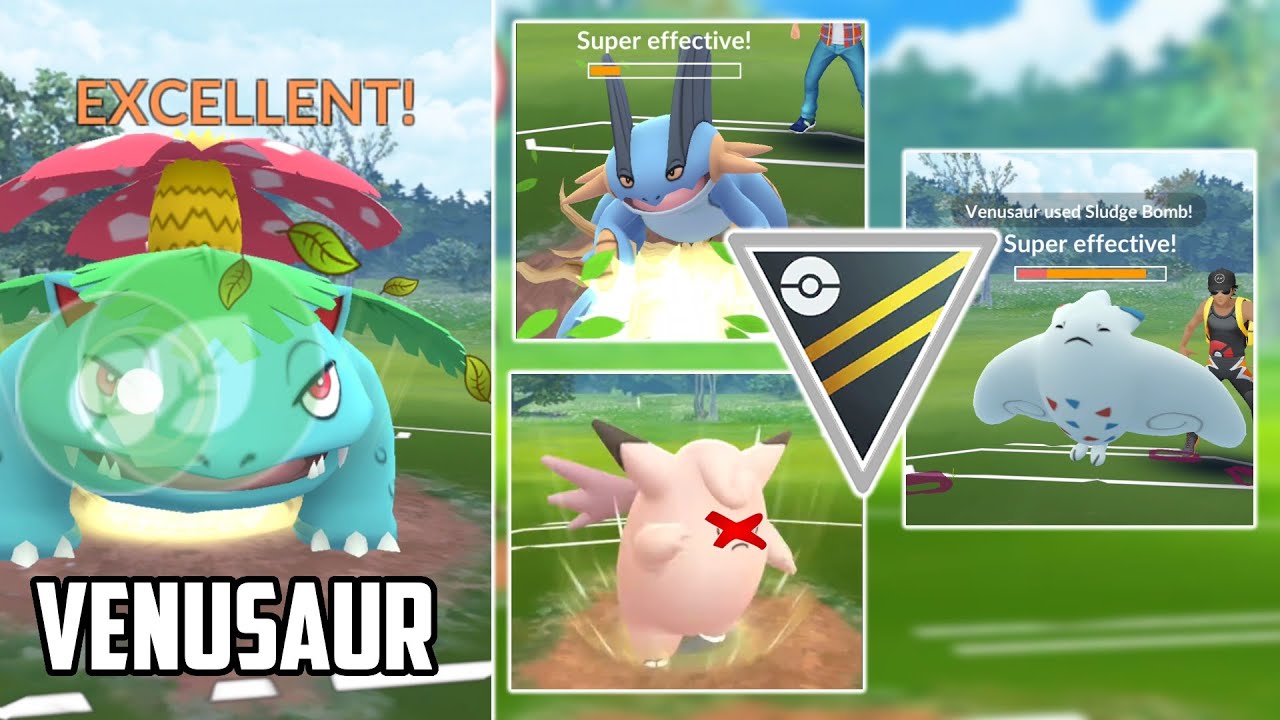 EXCELLENT!
VENUSAUR
Super effective!
Venusaur used Sludge Bomb!
Super effective!